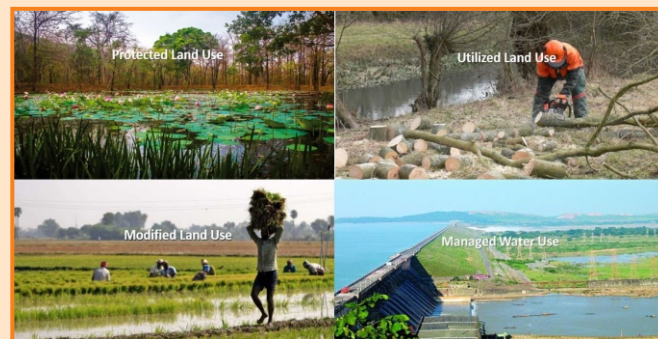 Protected Land Use
Utilized Land Use
Modified Land Use
Managed Water Use